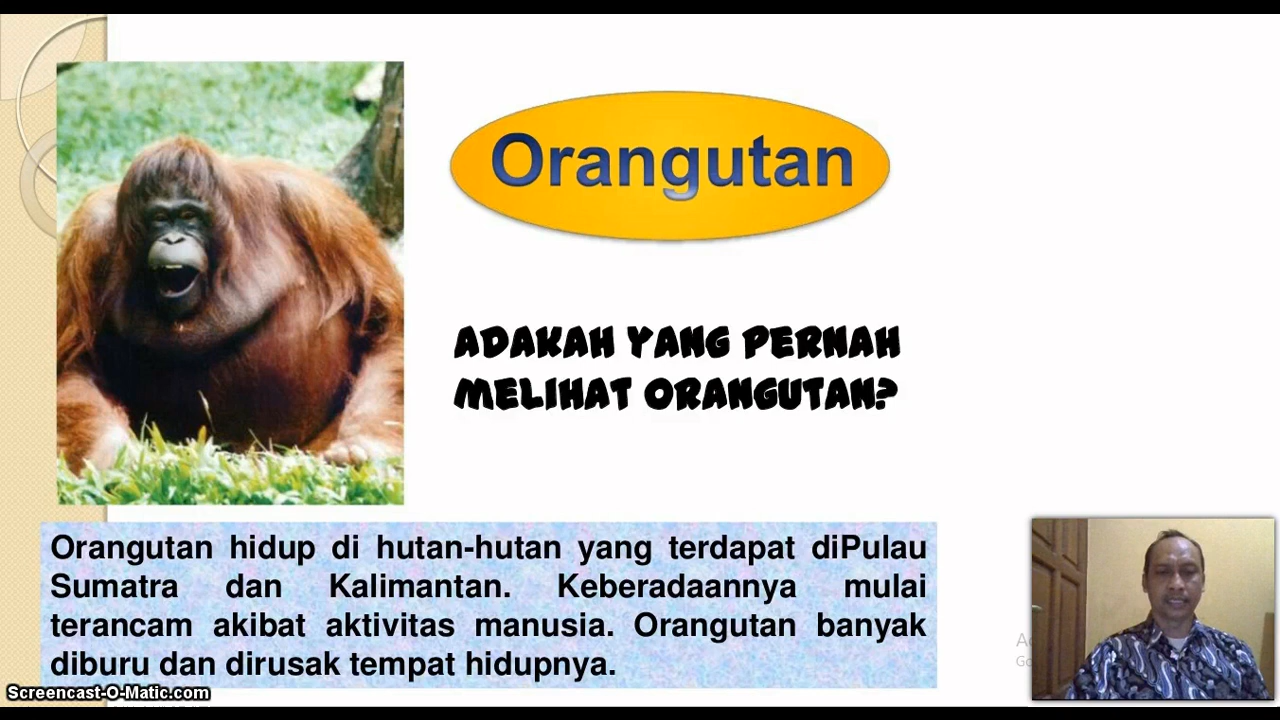 Orangutan
ADAKAH YANG PERNAH
MELIHAT ORANGUTAN?
Orangutan hidup di hutan-hutan yang terdapat diPulau
Sumatra dan Kalimantan. Keberadaannya mulai
terancam akibat aktivitas manusia. Orangutan banyak
diburu dan dirusak tempat hidupnya.
Screencast-O-Matic.com